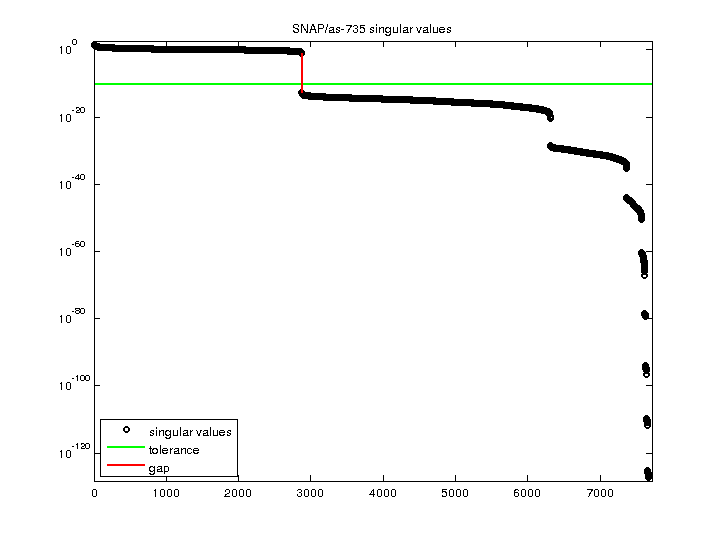 SNAP/as-735 singular values
10^0
10^-20
10^-40
10^-60
10^-80
10^-100
10^-120
singular values
tolerance
gap
0 1000 2000 3000 4000 5000 6000 7000